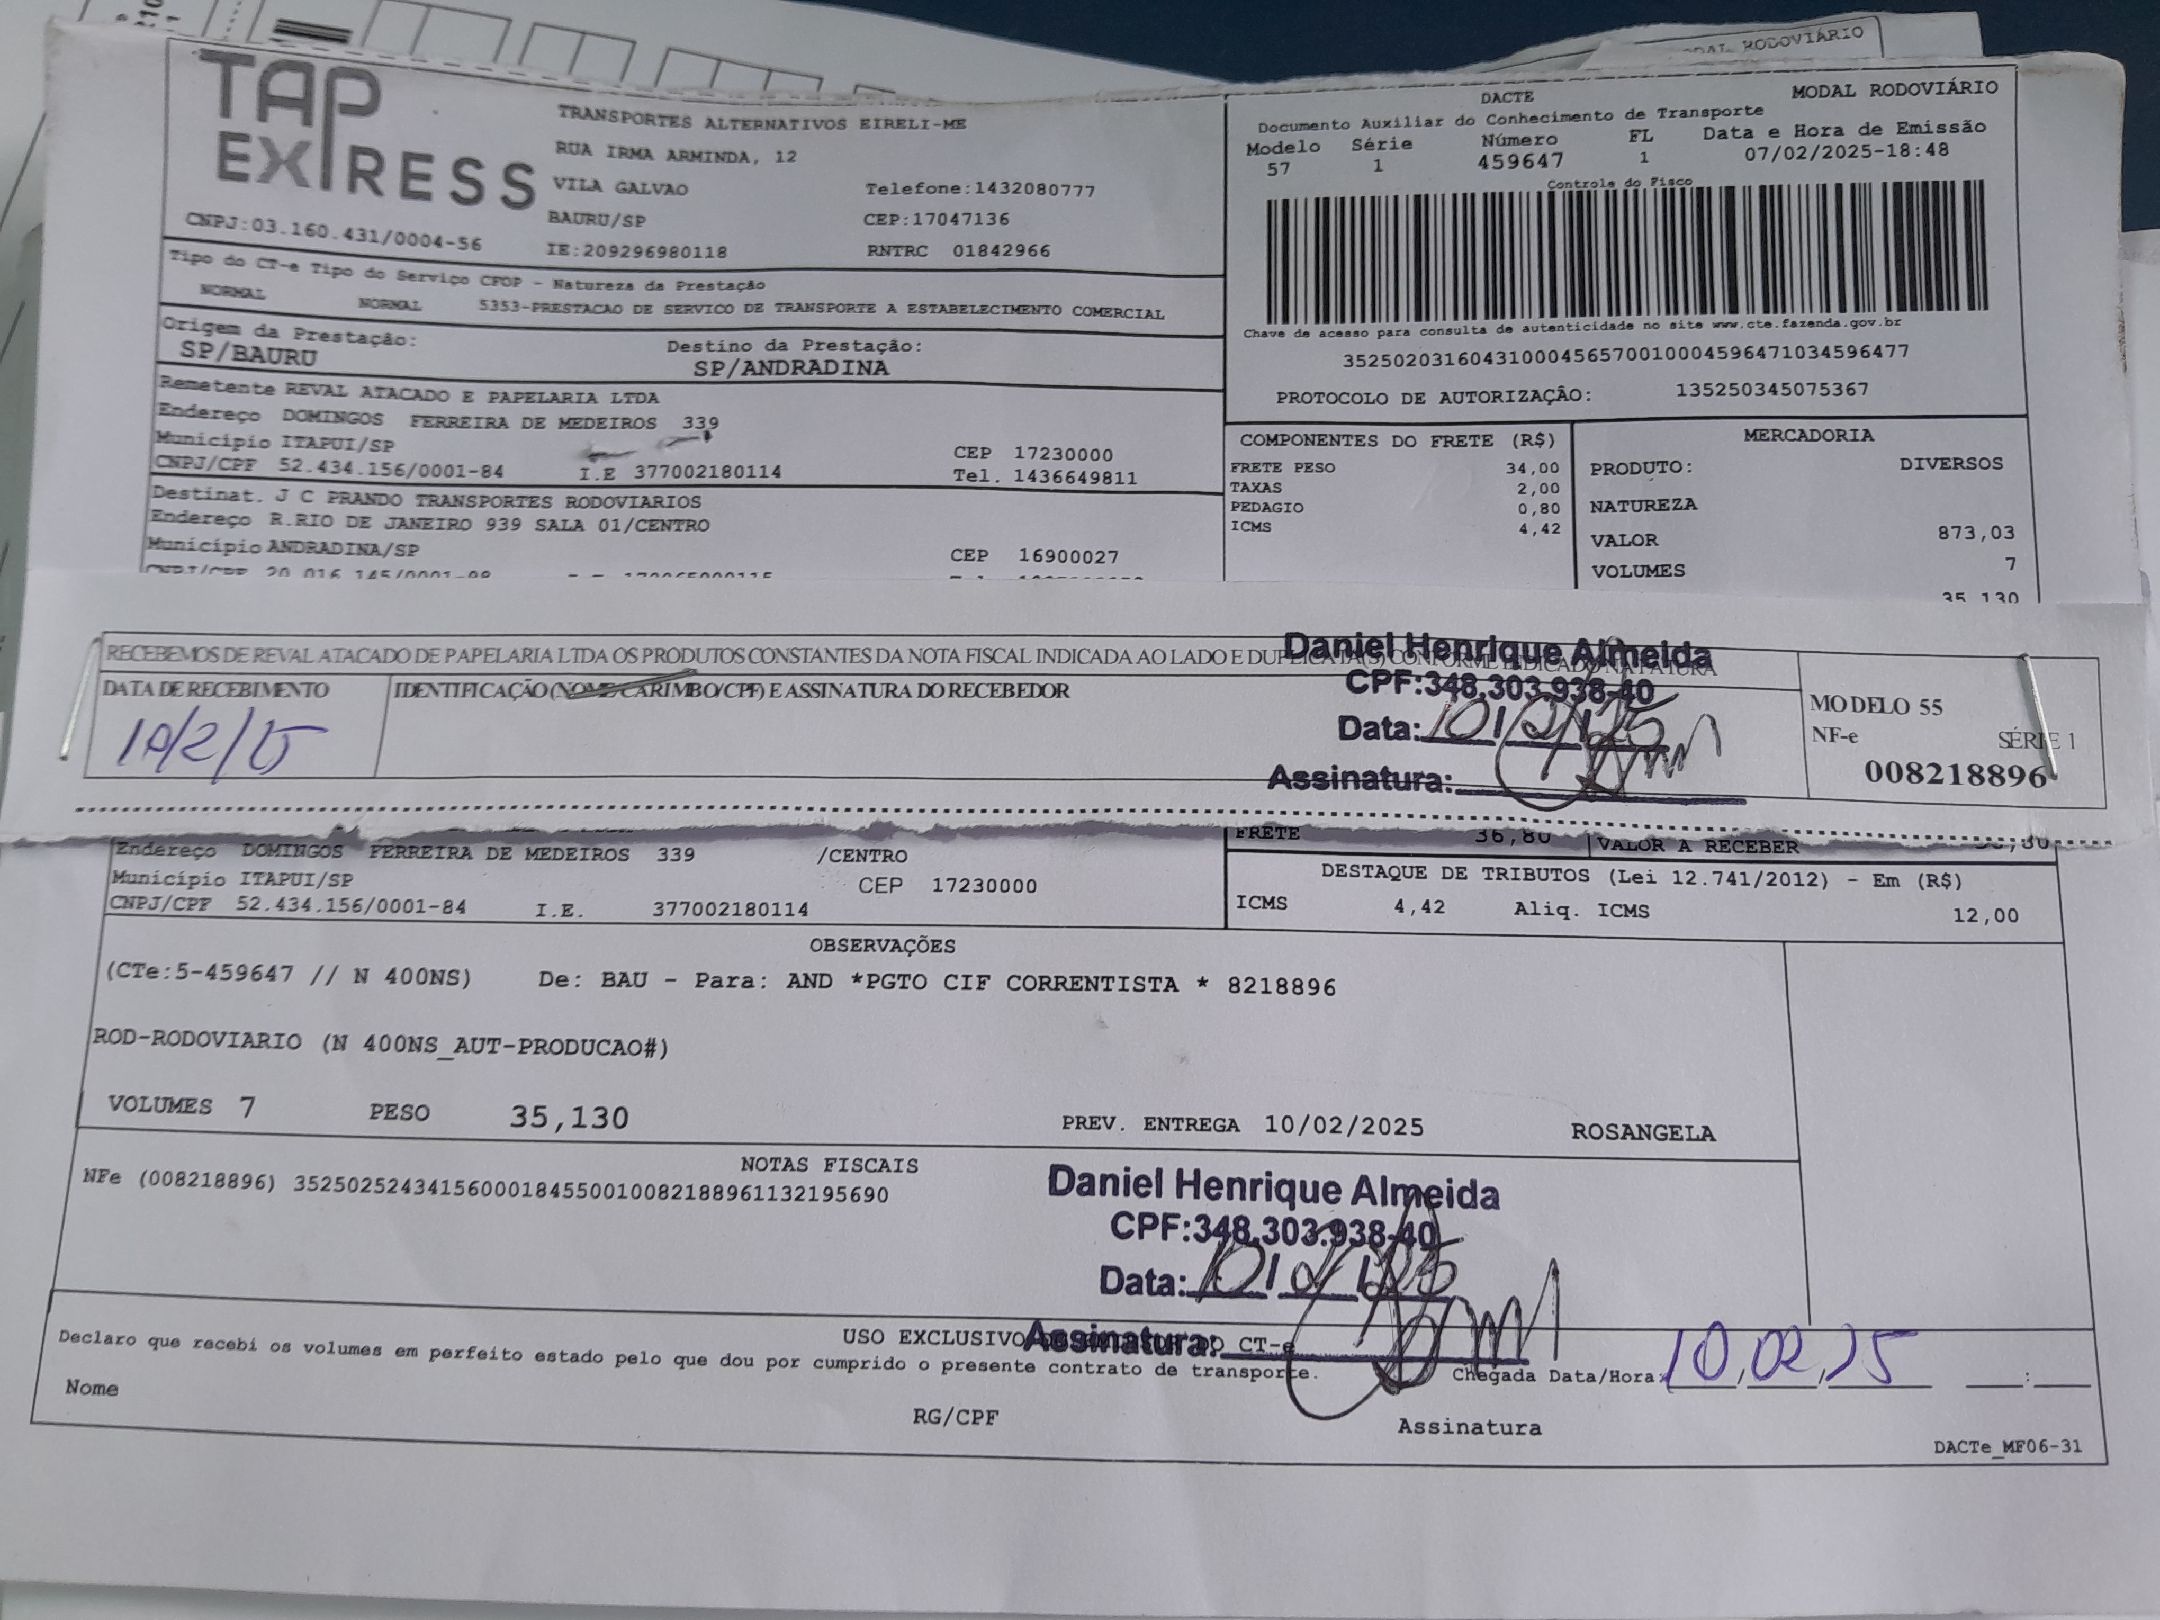 MODAL RODOVIÁRIO
TAP EXPRESS
CNPJ:03.160.431/0004-56
TRANSPORTES ALTERNATIVOS EIRELI-ME
RUA IRMA ARMINDA, 12
VILA GALVAO Telefone:1432080777
BAURU/SP CEP:17047136
IE:209296980118 RNTRC 01842966
DACTE MODAL RODOVIÁRIO
Documento Auxiliar do Conhecimento de Transporte
Modelo Série Número FL Data e Hora de Emissão
57 1 459647 1 07/02/2025-18:48
Controle do Fisco
Chave de acesso para consulta de autenticidade no site www.cte.fazenda.gov.br
35250203160431000456570010004596471034596477
PROTOCOLO DE AUTORIZAÇÂO: 135250345075367
Tipo do CT-e Tipo do Serviço CFOP - Natureza da Prestação
NORMAL NORMAL 5353-PRESTACAO DE SERVICO DE TRANSPORTE A ESTABELECIMENTO COMERCIAL
Origem da Prestação: Destino da Prestação:
SP/BAURU SP/ANDRADINA
Remetente REVAL ATACADO E PAPELARIA LTDA
Endereço DOMINGOS FERREIRA DE MEDEIROS 339
Município ITAPUI/SP CEP 17230000
CNPJ/CPF 52.434.156/0001-84 I.E 377002180114 Tel. 1436649811
Destinat. J C PRANDO TRANSPORTES RODOVIARIOS
Endereço R.RIO DE JANEIRO 939 SALA 01/CENTRO
Município ANDRADINA/SP CEP 16900027
COMPONENTES DO FRETE (R$)
FRETE PESO 34,00
TAXAS 2,00
PEDAGIO 0,80
ICMS 4,42
MERCADORIA
PRODUTO: DIVERSOS
NATUREZA
VALOR 873,03
VOLUMES 7
35,130
RECEBEMOS DE REVAL ATACADO DE PAPELARIA LTDA OS PRODUTOS CONSTANTES DA NOTA FISCAL INDICADA AO LADO E
DATA DE RECEBIMENTO IDENTIFICAÇÃO (NOME/CARIMBO/CPF) E ASSINATURA DO RECEBEDOR
10/2/25
Daniel Henrique Almeida
CPF:348.303.938-40
Data: 10/2/25
Assinatura:
MODELO 55
NF-e SÉRIE 1
008218896
Endereço DOMINGOS FERREIRA DE MEDEIROS 339 /CENTRO
Município ITAPUI/SP CEP 17230000
CNPJ/CPF 52.434.156/0001-84 I.E. 377002180114
FRETE 36,80 VALOR A RECEBER
DESTAQUE DE TRIBUTOS (Lei 12.741/2012) - Em (R$)
ICMS 4,42 Aliq. ICMS 12,00
OBSERVAÇÕES
(CTe:5-459647 // N 400NS) De: BAU - Para: AND *PGTO CIF CORRENTISTA * 8218896
ROD-RODOVIARIO (N 400NS_AUT-PRODUCAO#)
VOLUMES 7 PESO 35,130 PREV. ENTREGA 10/02/2025 ROSANGELA
NOTAS FISCAIS
NFe (008218896) 35250252434156000184550010082188961132195690
Daniel Henrique Almeida
CPF:348.303.938-40
Data: 10/2/25
Assinatura:
USO EXCLUSIVO CT-e
Declaro que recebi os volumes em perfeito estado pelo que dou por cumprido o presente contrato de transporte.
Chegada Data/Hora: 10/02/25 :
Nome RG/CPF Assinatura
DACTe_MF06-31